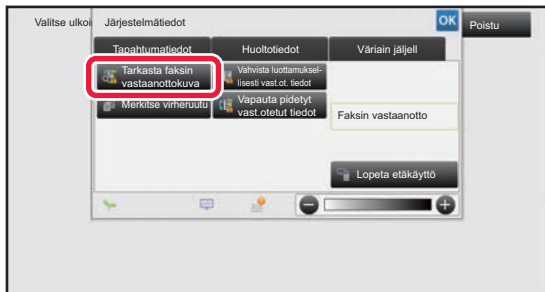 Valitse ulkoi
Järjestelmätiedot
OK
Poistu
Tapahtumatiedot
Huoltotiedot
Väriain jäljell
Tarkasta faksin
vastaanottokuva
Vahvista luottamuksel-
lisesti vast.ot. tiedot
Merkitse virheruutu
Vapauta pidetyt
vast.otetut tiedot
Faksin vastaanotto
Lopeta etäkäyttö